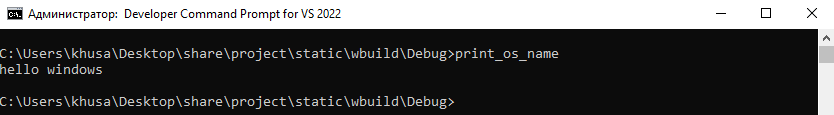 Администратор: Developer Command Prompt for VS 2022
C:\Users\khusa\Desktop\share\project\static\wbuild\Debug>print_os_name
hello windows
C:\Users\khusa\Desktop\share\project\static\wbuild\Debug>